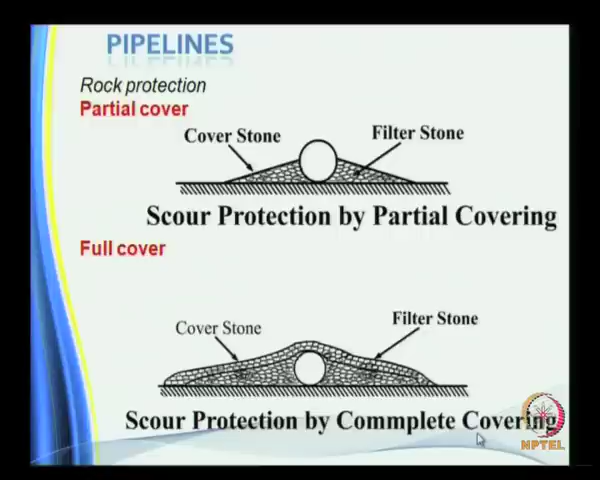 PIPELINES
Rock protection
Partial cover
Cover Stone
Filter Stone
Scour Protection by Partial Covering
Full cover
Cover Stone
Filter Stone
Scour Protection by Commplete Covering
NPTEL